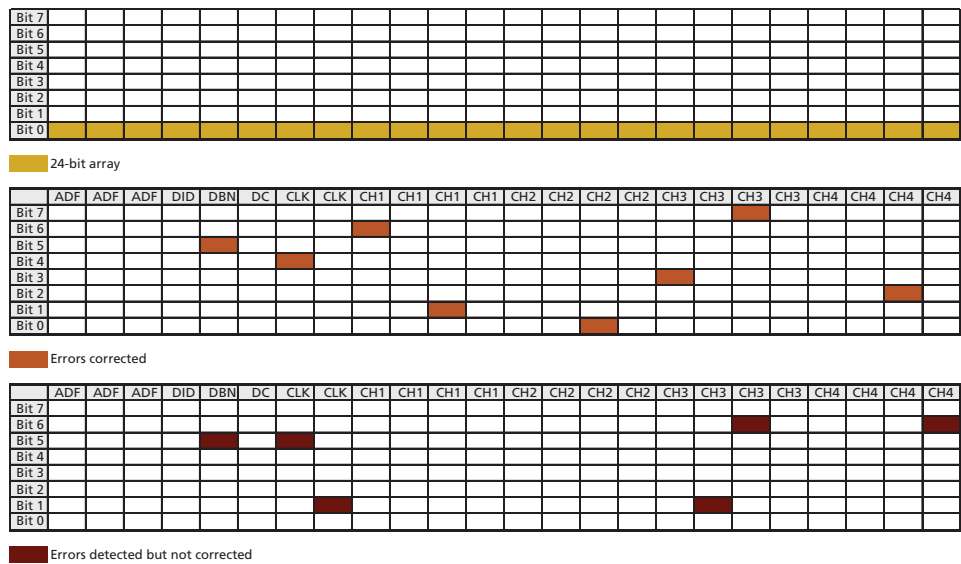 Bit 7
Bit 6
Bit 5
Bit 4
Bit 3
Bit 2
Bit 1
Bit 0
24-bit array
ADF ADF ADF DID DBN DC CLK CLK CH1 CH1 CH1 CH1 CH2 CH2 CH2 CH2 CH3 CH3 CH3 CH3 CH4 CH4 CH4 CH4
Bit 7
Bit 6
Bit 5
Bit 4
Bit 3
Bit 2
Bit 1
Bit 0
Errors corrected
ADF ADF ADF DID DBN DC CLK CLK CH1 CH1 CH1 CH1 CH2 CH2 CH2 CH2 CH3 CH3 CH3 CH3 CH4 CH4 CH4 CH4
Bit 7
Bit 6
Bit 5
Bit 4
Bit 3
Bit 2
Bit 1
Bit 0
Errors detected but not corrected